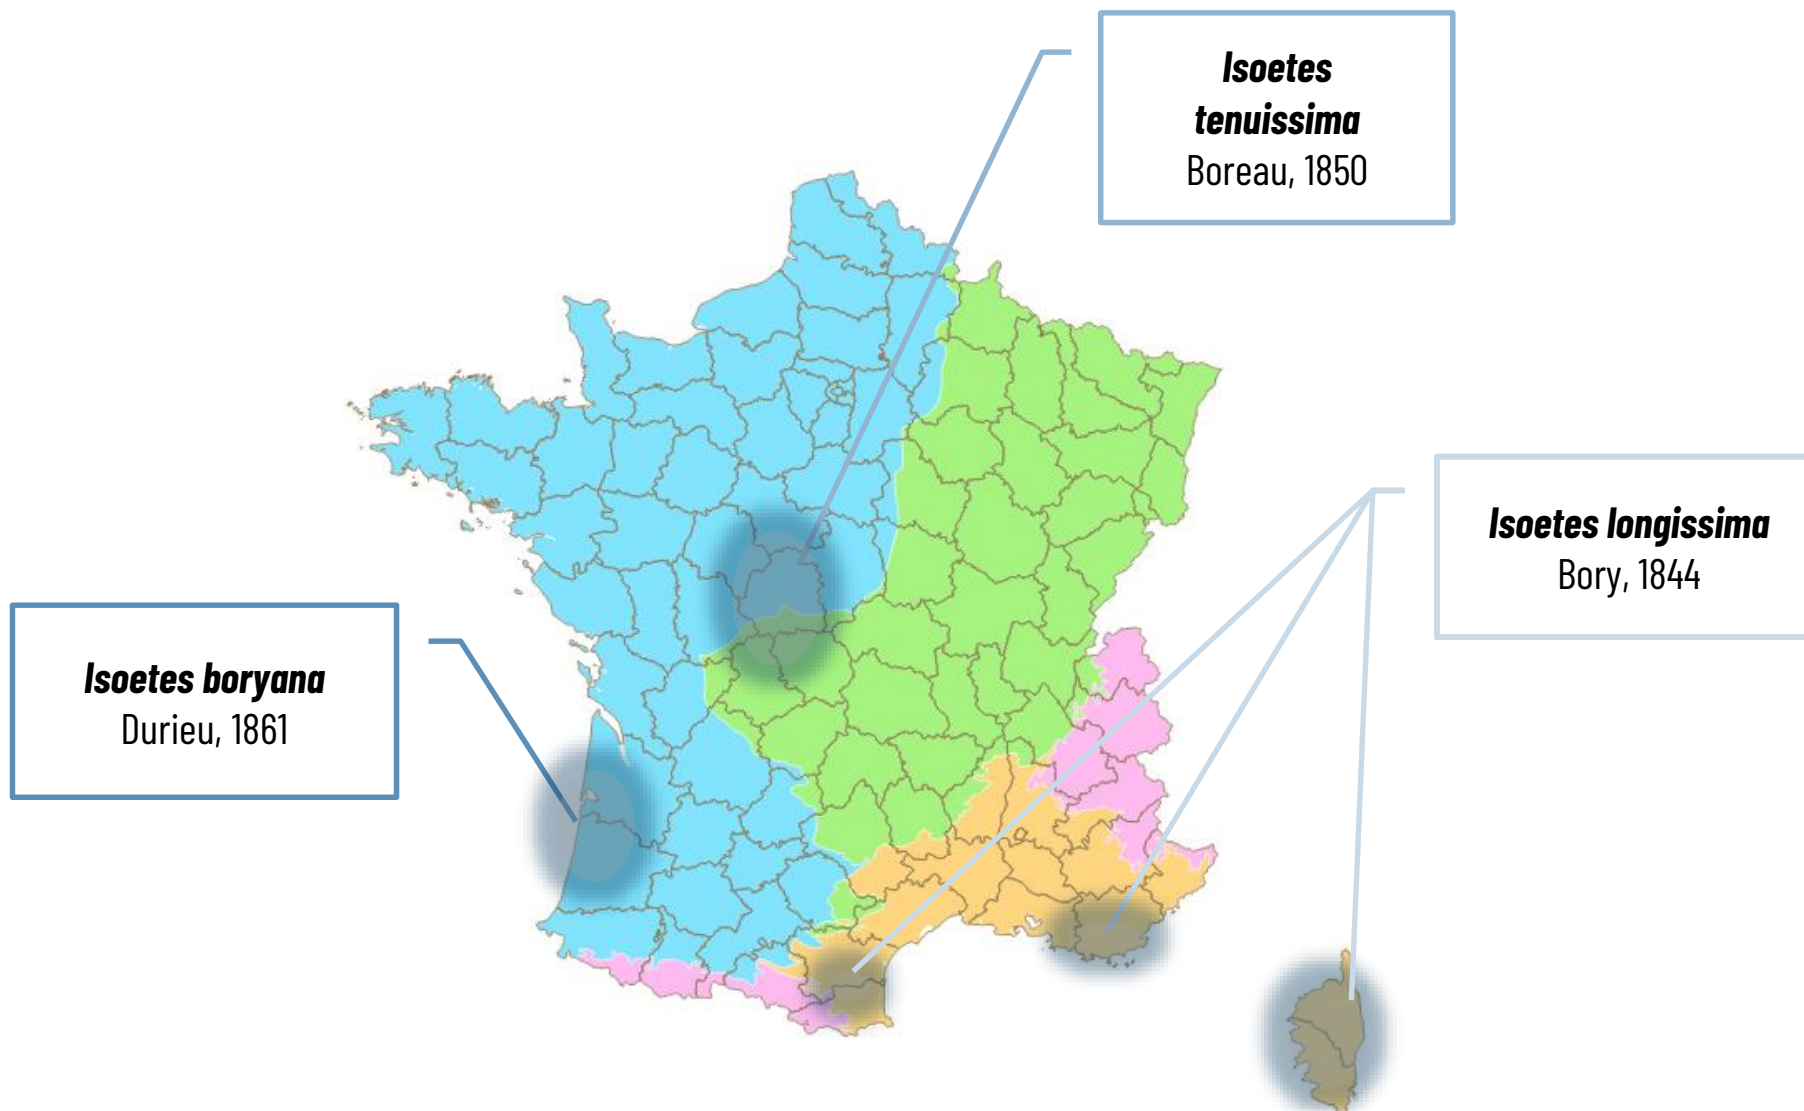 Isoetes
tenuissima
Boreau, 1850
Isoetes longissima
Bory, 1844
Isoetes boryana
Durieu, 1861